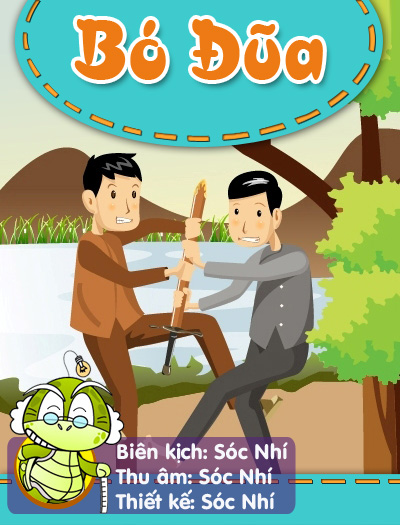 Bó Đũa
Biên kịch: Sóc Nhí
Thu âm: Sóc Nhí
Thiết kế: Sóc Nhí